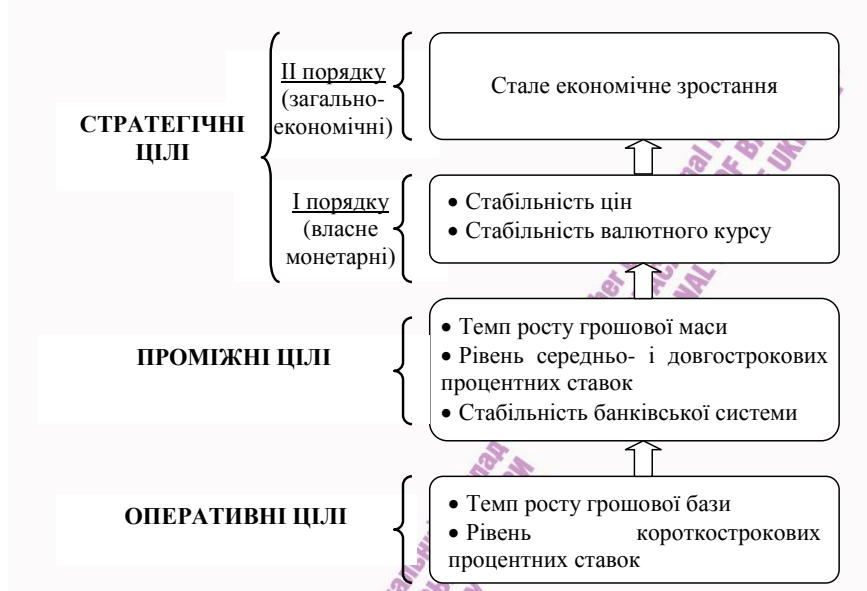 II порядку
(загально-
економічні)
Стале економічне зростання
СТРАТЕГІЧНІ
ЦІЛІ
I порядку
(власне
монетарні)
• Стабільність цін
• Стабільність валютного курсу
ПРОМІЖНІ ЦІЛІ
• Темп росту грошової маси
• Рівень середньо- і довгострокових
процентних ставок
• Стабільність банківської системи
ОПЕРАТИВНІ ЦІЛІ
• Темп росту грошової бази
• Рівень короткострокових
процентних ставок